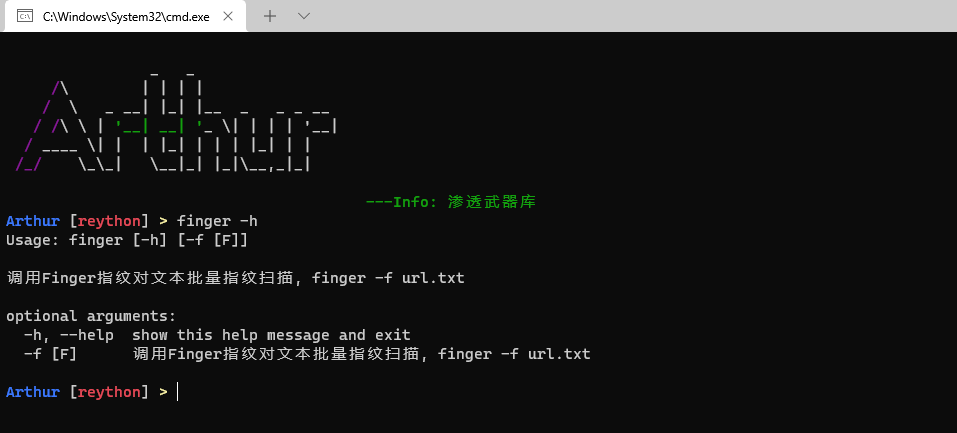 C:\Windows\System32\cmd.exe
Arthur
---Info: 渗透武器库
Arthur [reython] > finger -h
Usage: finger [-h] [-f [F]]
调用Finger指纹对文本批量指纹扫描, finger -f url.txt
optional arguments:
-h, --help  show this help message and exit
-f [F]      调用Finger指纹对文本批量指纹扫描, finger -f url.txt
Arthur [reython] >